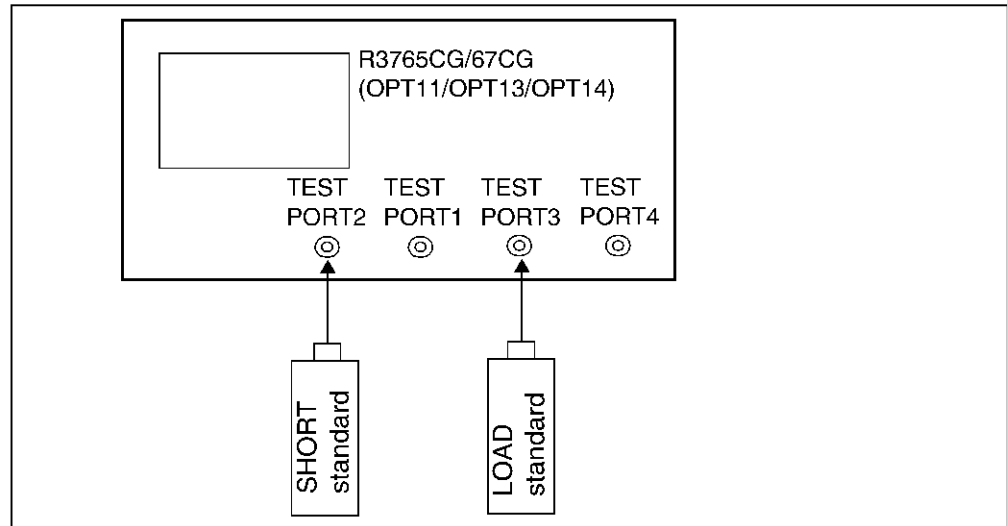 R3765CG/67CG
(OPT11/OPT13/OPT14)
TEST TEST TEST TEST
PORT2 PORT1 PORT3 PORT4
SHORT
standard
LOAD
standard